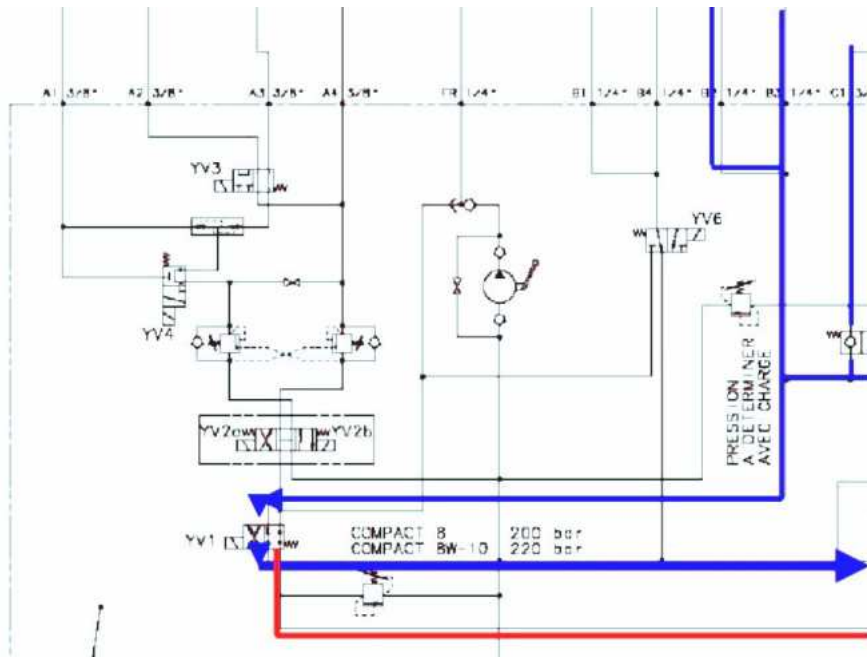 A1 3/8"
A2 3/8"
A3 3/8"
A4 3/8"
FR 1/4"
B1 1/4"
B4 1/4"
1/4"
B3 1/4"
C1
YV3
YV6
YV4
PRESSION
A DETERMINER
AVEC CHARGE
YV2a
YV2b
YV1
COMPACT 8 200 bar
COMPACT 8W-10 220 bar